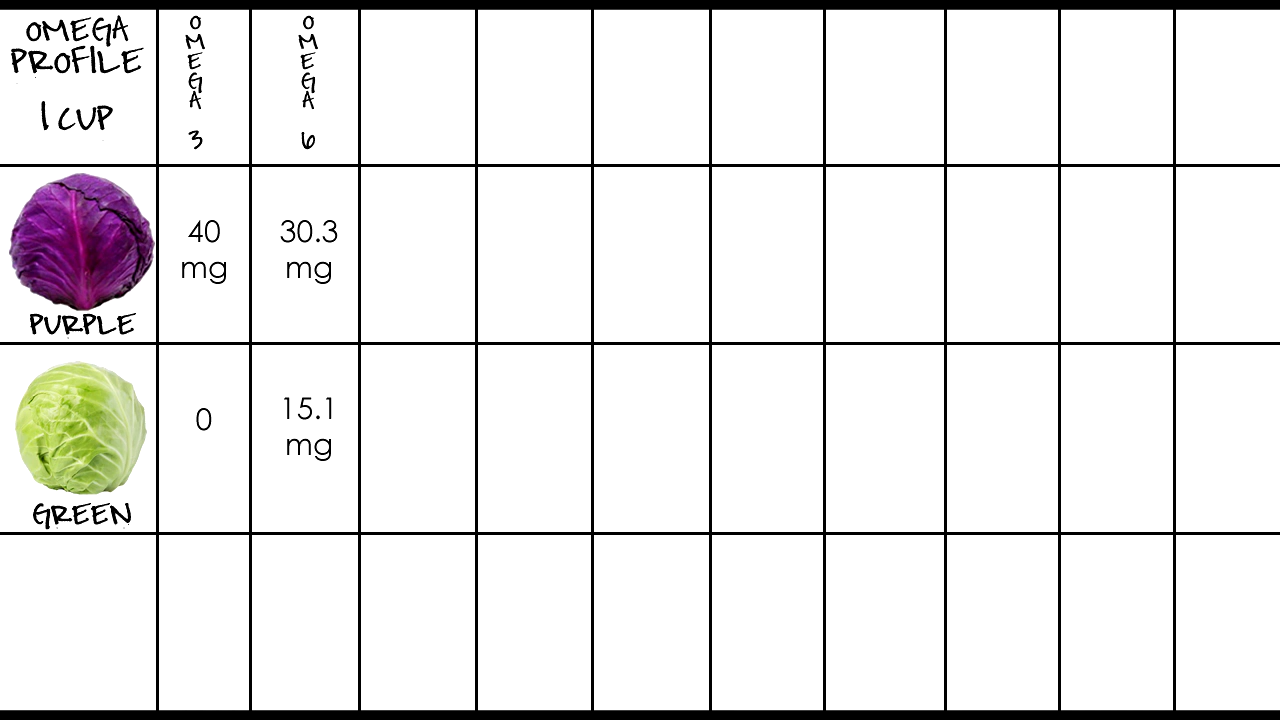 OMEGA
PROFILE
1 CUP
OMEGA
3
OMEGA
6
PURPLE
40
mg
30.3
mg
GREEN
0
15.1
mg